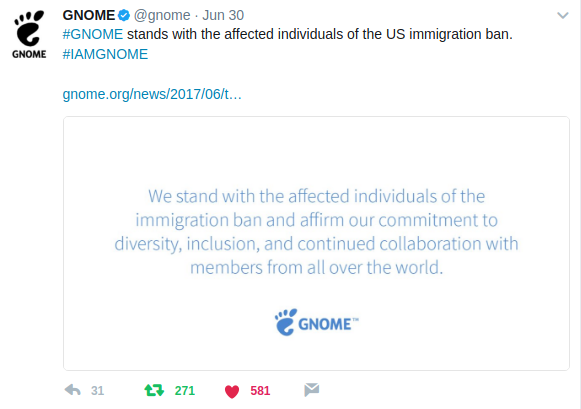 GNOME @gnome · Jun 30
GNOME
#GNOME stands with the affected individuals of the US immigration ban.
#IAMGNOME
gnome.org/news/2017/06/t…
We stand with the affected individuals of the
immigration ban and affirm our commitment to
diversity, inclusion, and continued collaboration with
members from all over the world.
GNOME™
31 271 581